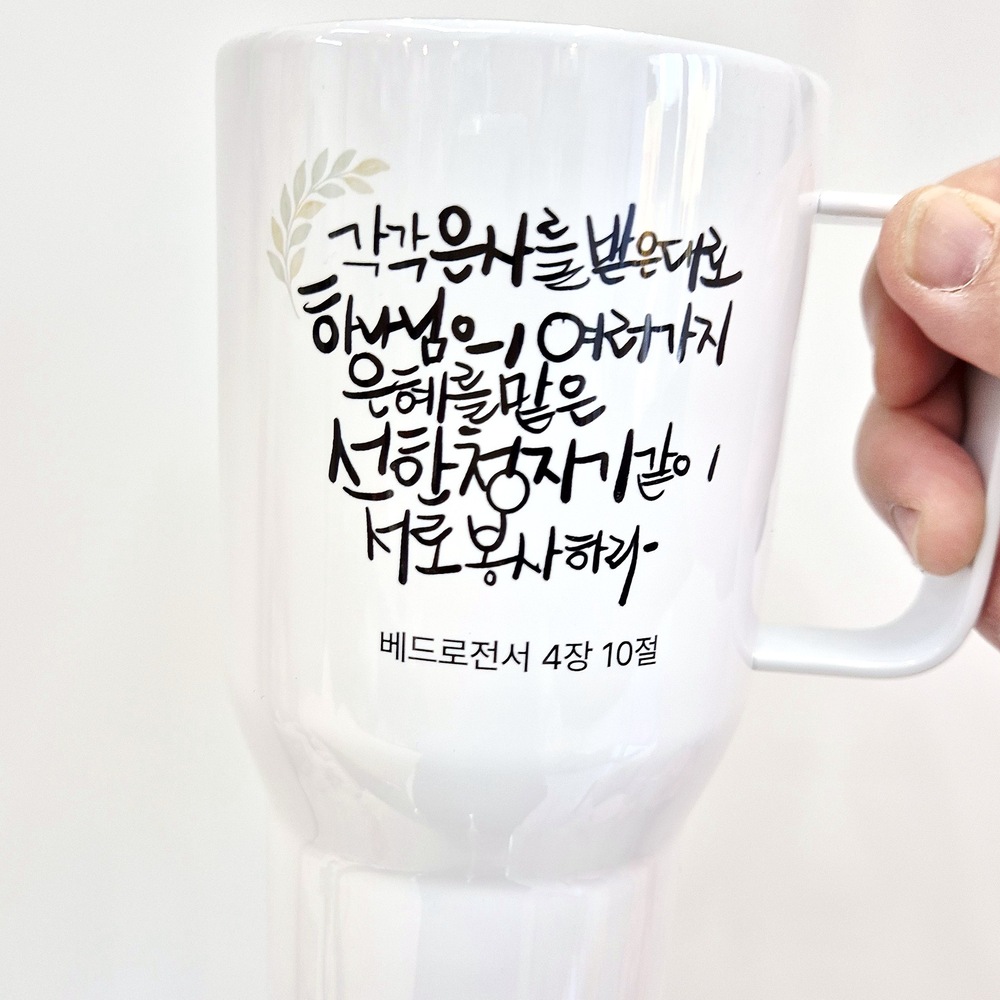 각각 은사를 받은대로
하나님의 여러가지
은혜를 맡은
선한 청지기 같이
서로 봉사하라
베드로전서 4장 10절